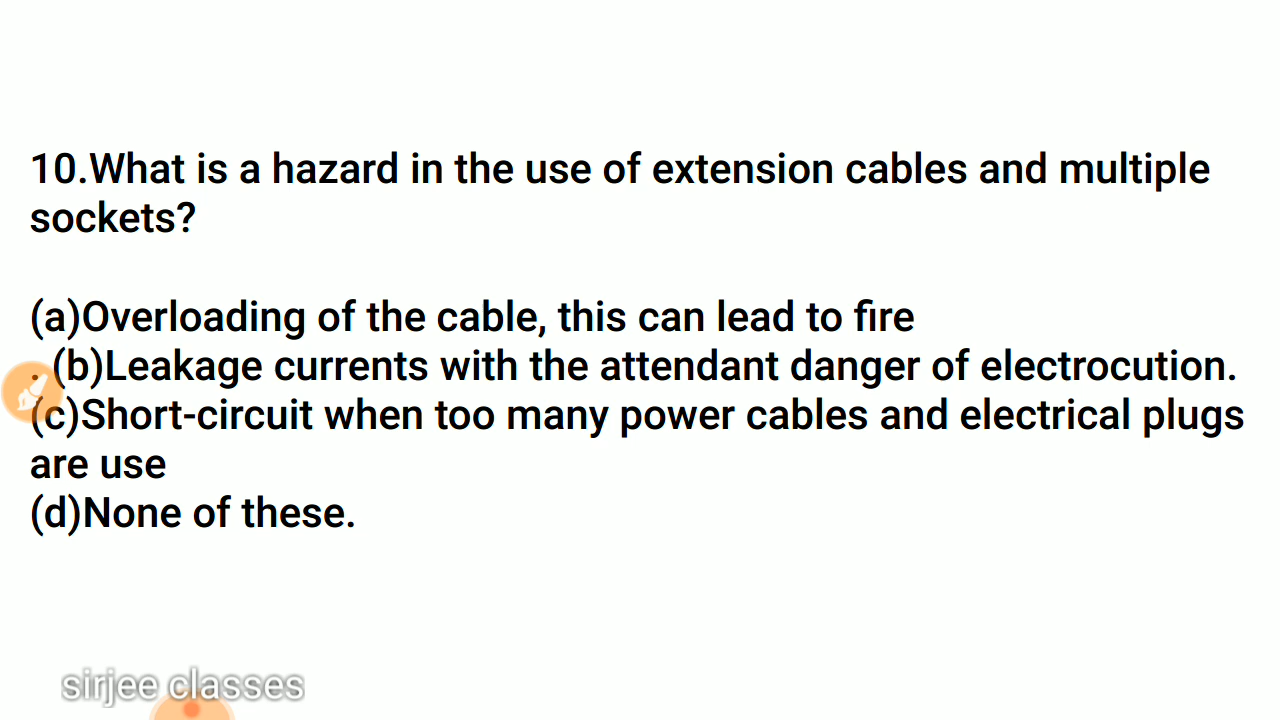 10.What is a hazard in the use of extension cables and multiple
sockets?
(a)Overloading of the cable, this can lead to fire
. (b)Leakage currents with the attendant danger of electrocution.
(c)Short-circuit when too many power cables and electrical plugs
are use
(d)None of these.
sirjee classes